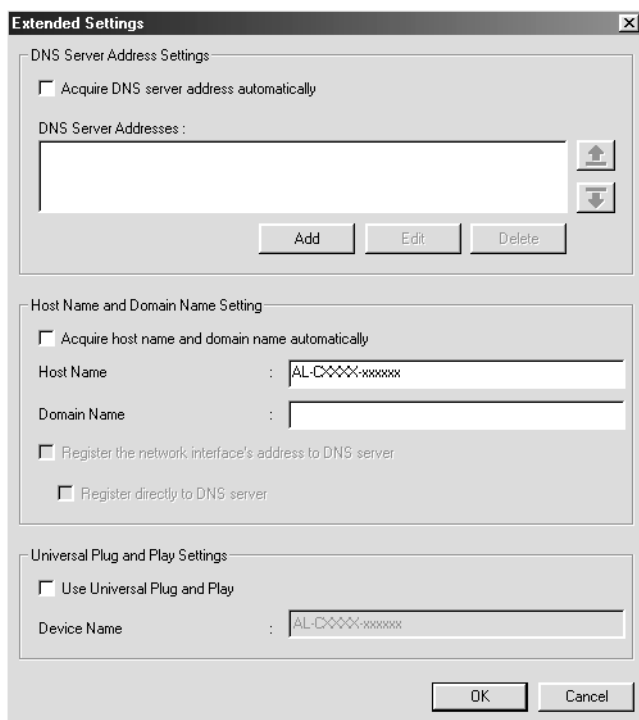 Extended Settings
DNS Server Address Settings
Acquire DNS server address automatically
DNS Server Addresses :
Add Edit Delete
Host Name and Domain Name Setting
Acquire host name and domain name automatically
Host Name : AL-CXXXX-xxxxxx
Domain Name :
Register the network interface's address to DNS server
Register directly to DNS server
Universal Plug and Play Settings
Use Universal Plug and Play
Device Name : AL-CXXXX-xxxxxx
OK Cancel